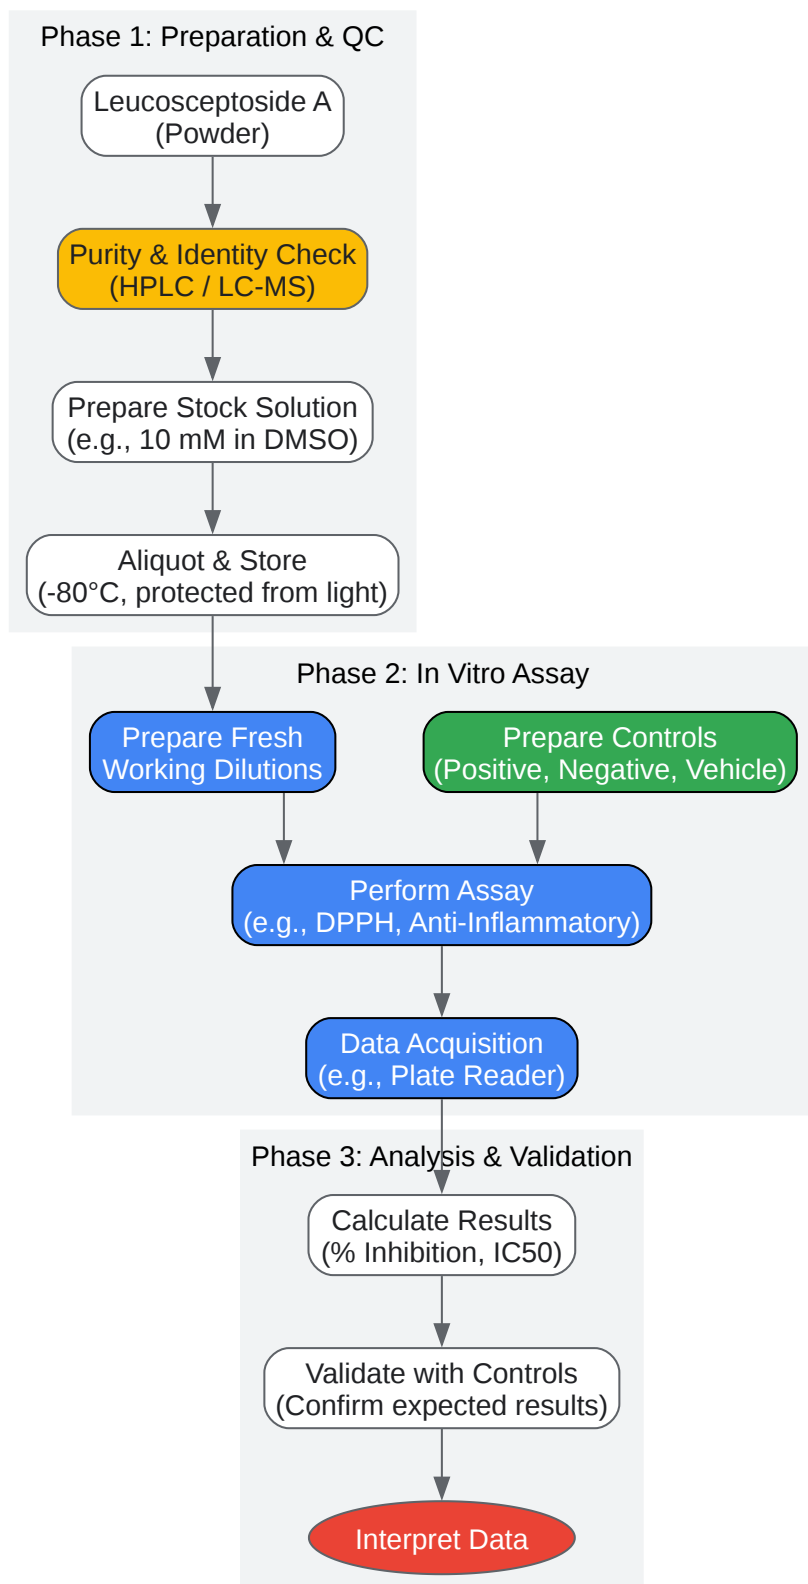 Phase 1: Preparation & QC
Leucosceptoside A
(Powder)
Purity & Identity Check
(HPLC / LC-MS)
Prepare Stock Solution
(e.g., 10 mM in DMSO)
Aliquot & Store
(-80°C, protected from light)
Phase 2: In Vitro Assay
Prepare Fresh
Working Dilutions
Prepare Controls
(Positive, Negative, Vehicle)
Perform Assay
(e.g., DPPH, Anti-Inflammatory)
Data Acquisition
(e.g., Plate Reader)
Phase 3: Analysis & Validation
Calculate Results
(% Inhibition, IC50)
Validate with Controls
(Confirm expected results)
Interpret Data